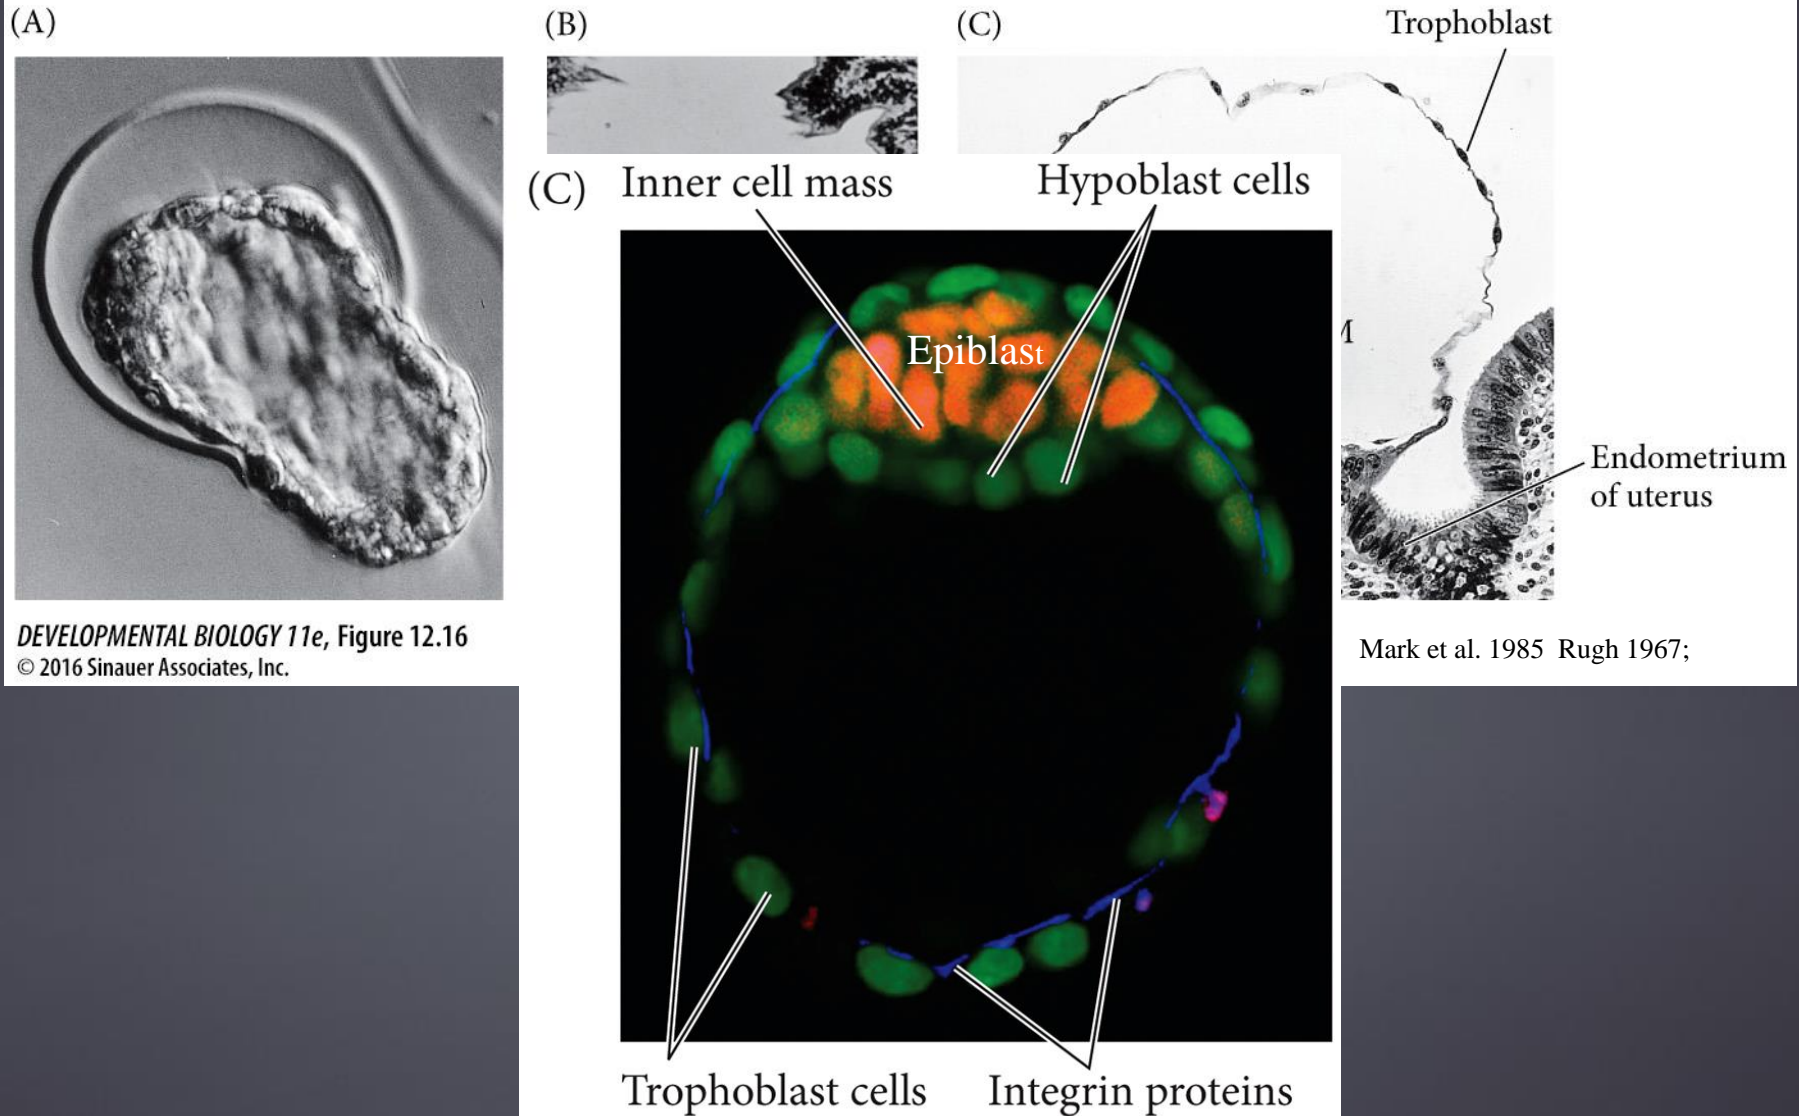 (A)
(B)
(C)
Trophoblast
(C)
Inner cell mass
Hypoblast cells
Epiblast
M
Endometrium
of uterus
DEVELOPMENTAL BIOLOGY 11e, Figure 12.16
© 2016 Sinauer Associates, Inc.
Mark et al. 1985 Rugh 1967;
Trophoblast cells
Integrin proteins